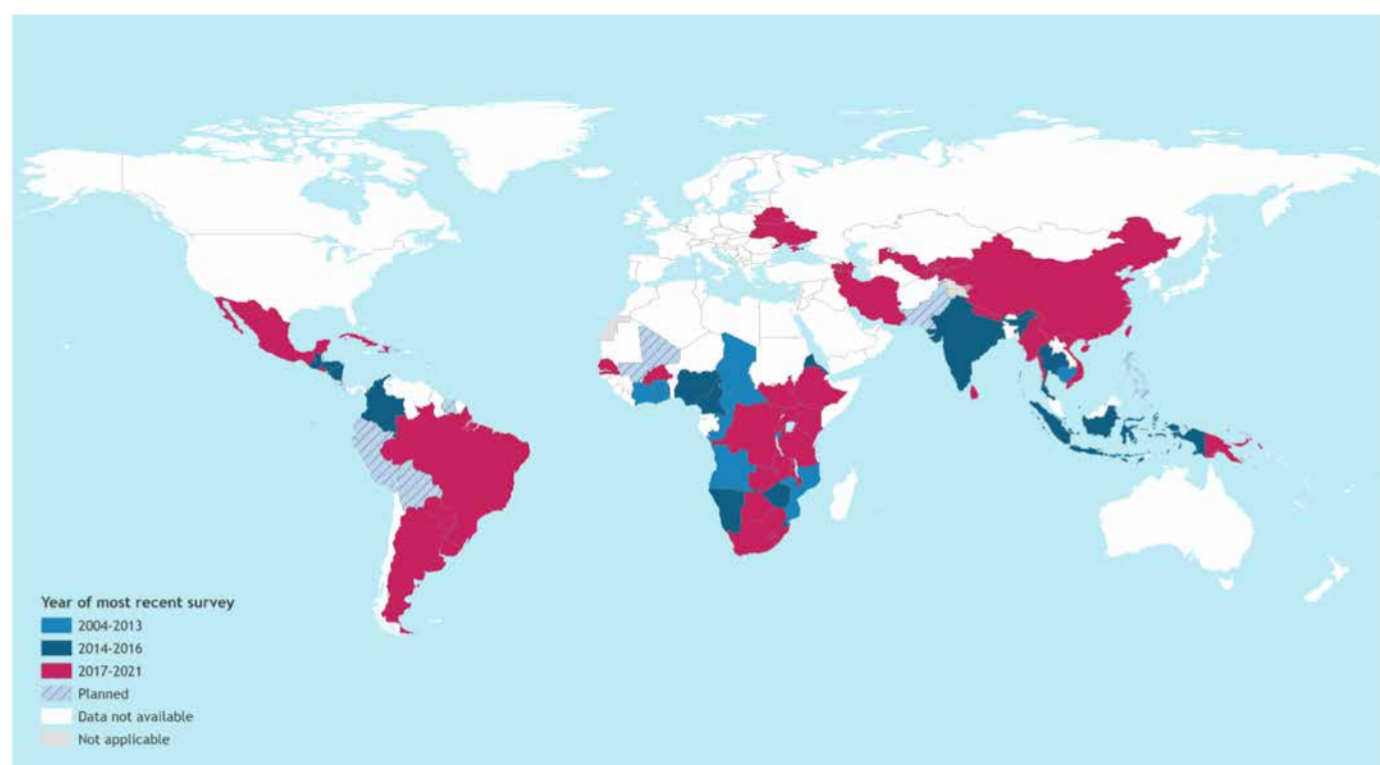 Year of most recent survey
2004-2013
2014-2016
2017-2021
Planned
Data not available
Not applicable